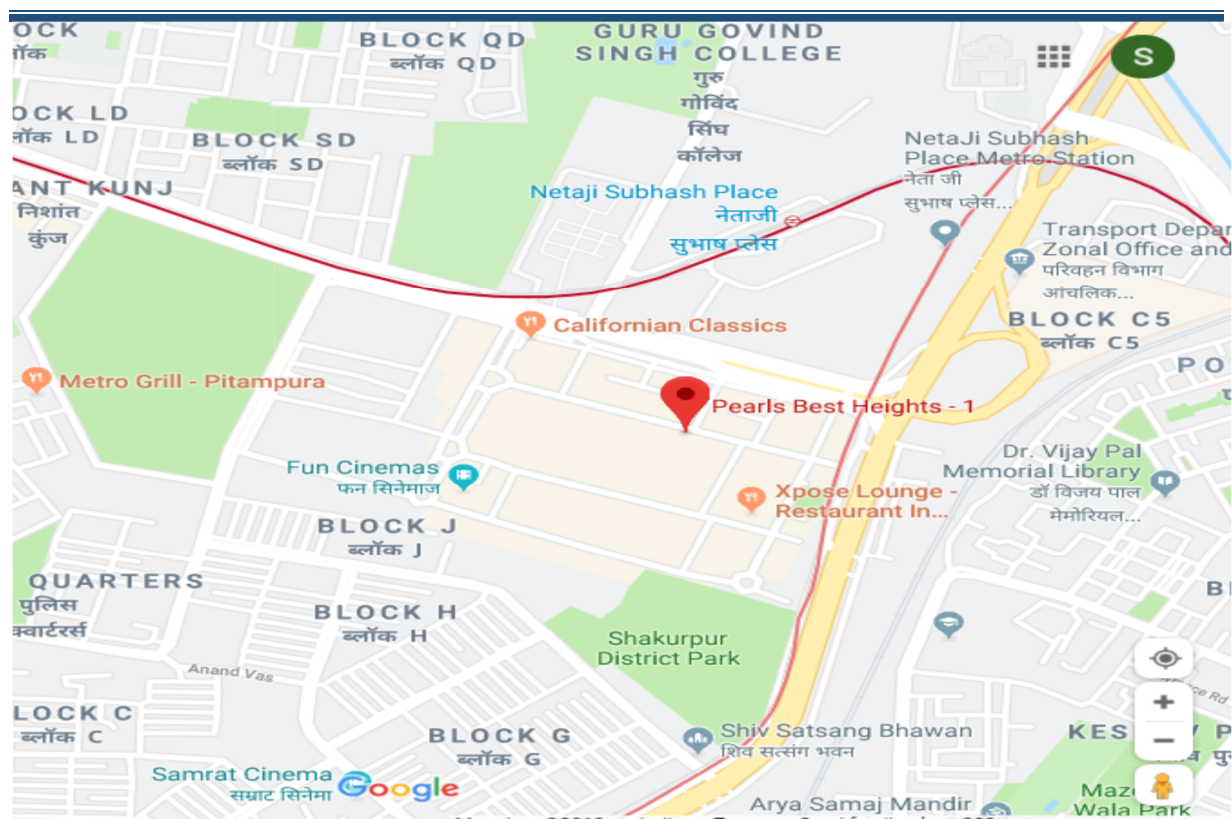 OCK
BLOCK QD
ब्लॉक QD
GURU GOVIND
SINGH COLLEGE
गुरु
गोविंद
सिंघ
कॉलेज
S
OCK LD
लॉक LD
BLOCK SD
ब्लॉक SD
NetaJi Subhash
Place Metro Station
नेता जी
सुभाष प्लेस...
ANT KUNJ
निशांत
कुंज
Netaji Subhash Place
नेताजी
सुभाष प्लेस
Transport Depar
Zonal Office and
परिवहन विभाग
आंचलिक...
BLOCK C5
ब्लॉक C5
Californian Classics
PO
Metro Grill - Pitampura
Pearls Best Heights - 1
Fun Cinemas
फन सिनेमाज
Dr. Vijay Pal
Memorial Library
डॉ विजय पाल
मेमोरियल...
Xpose Lounge -
Restaurant In...
BLOCK J
ब्लॉक J
QUARTERS
पुलिस
क्वार्टरर्स
B
BLOCK H
ब्लॉक H
Shakurpur
District Park
Anand Vas
LOCK C
ब्लॉक C
BLOCK G
ब्लॉक G
Shiv Satsang Bhawan
शिव सत्संग भवन
KES
Samrat Cinema
सम्राट सिनेमा
Google
Arya Samaj Mandir
Wala Park